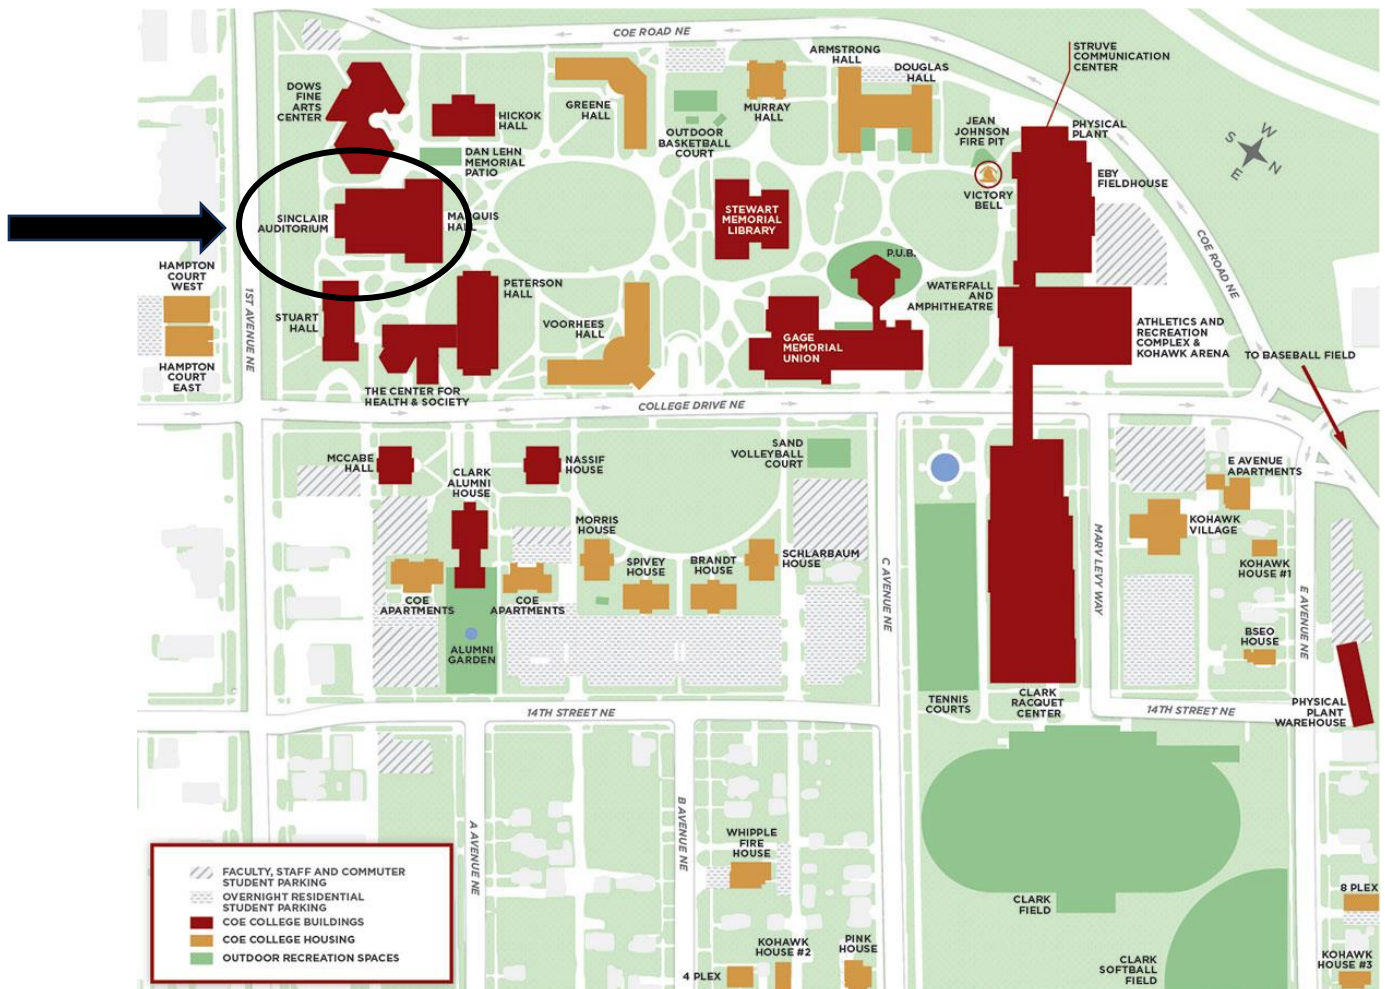 COE ROAD NE
STRUVE
COMMUNICATION
CENTER
ARMSTRONG
HALL
DOUGLAS
HALL
DOWS
FINE
ARTS
CENTER
HICKOK
HALL
GREENE
HALL
MURRAY
HALL
OUTDOOR
BASKETBALL
COURT
JEAN
JOHNSON
FIRE PIT
PHYSICAL
PLANT
W
S
N
E
DAN LEHN
MEMORIAL
PATIO
EBY
FIELDHOUSE
VICTORY
BELL
SINCLAIR
AUDITORIUM
MARQUIS
HALL
STEWART
MEMORIAL
LIBRARY
P.U.B.
COE ROAD NE
HAMPTON
COURT
WEST
1ST AVENUE NE
PETERSON
HALL
WATERFALL
AND
AMPHITHEATRE
STUART
HALL
VOORHEES
HALL
GAGE
MEMORIAL
UNION
ATHLETICS AND
RECREATION
COMPLEX &
KOHAWK ARENA
TO BASEBALL FIELD
HAMPTON
COURT
EAST
THE CENTER FOR
HEALTH & SOCIETY
COLLEGE DRIVE NE
MCCABE
HALL
CLARK
ALUMNI
HOUSE
NASSIF
HOUSE
SAND
VOLLEYBALL
COURT
E AVENUE
APARTMENTS
MORRIS
HOUSE
SPIVEY
HOUSE
BRANDT
HOUSE
SCHLARBAUM
HOUSE
C AVENUE NE
MARV LEVY WAY
KOHAWK
VILLAGE
KOHAWK
HOUSE #1
COE
APARTMENTS
COE
APARTMENTS
E AVENUE NE
BSEO
HOUSE
ALUMNI
GARDEN
TENNIS
COURTS
CLARK
RACQUET
CENTER
14TH STREET NE
14TH STREET NE
PHYSICAL
PLANT
WAREHOUSE
A AVENUE NE
B AVENUE NE
WHIPPLE
FIRE
HOUSE
FACULTY, STAFF AND COMMUTER
STUDENT PARKING
OVERNIGHT RESIDENTIAL
STUDENT PARKING
COE COLLEGE BUILDINGS
COE COLLEGE HOUSING
OUTDOOR RECREATION SPACES
CLARK
FIELD
8 PLEX
4 PLEX
KOHAWK
HOUSE #2
PINK
HOUSE
CLARK
SOFTBALL
FIELD
KOHAWK
HOUSE #3